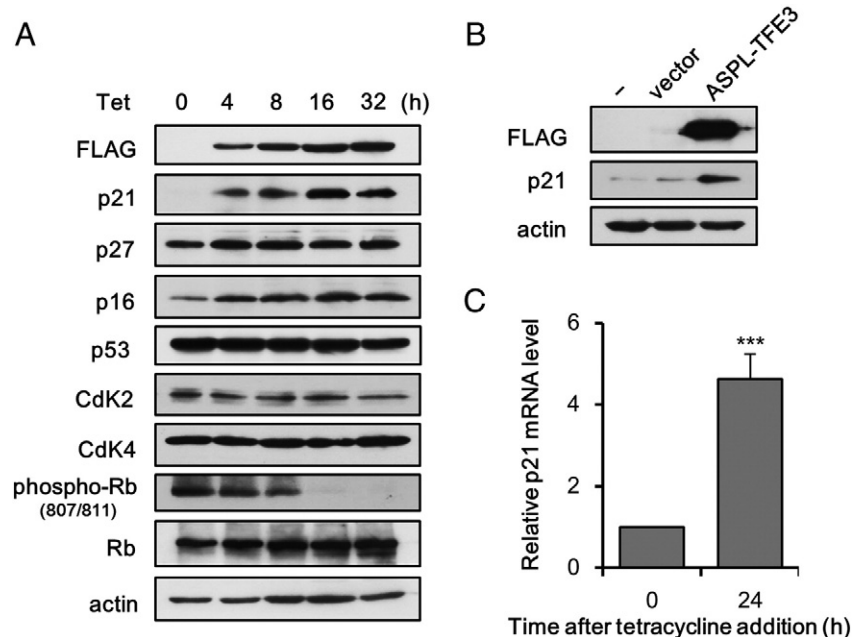 A
Tet 0 4 8 16 32 (h)
FLAG
p21
p27
p16
p53
CdK2
CdK4
phospho-Rb
(807/811)
Rb
actin
B
– vector ASPL-TFE3
FLAG
p21
actin
C
Relative p21 mRNA level
6
4
2
0
***
0 24
Time after tetracycline addition (h)